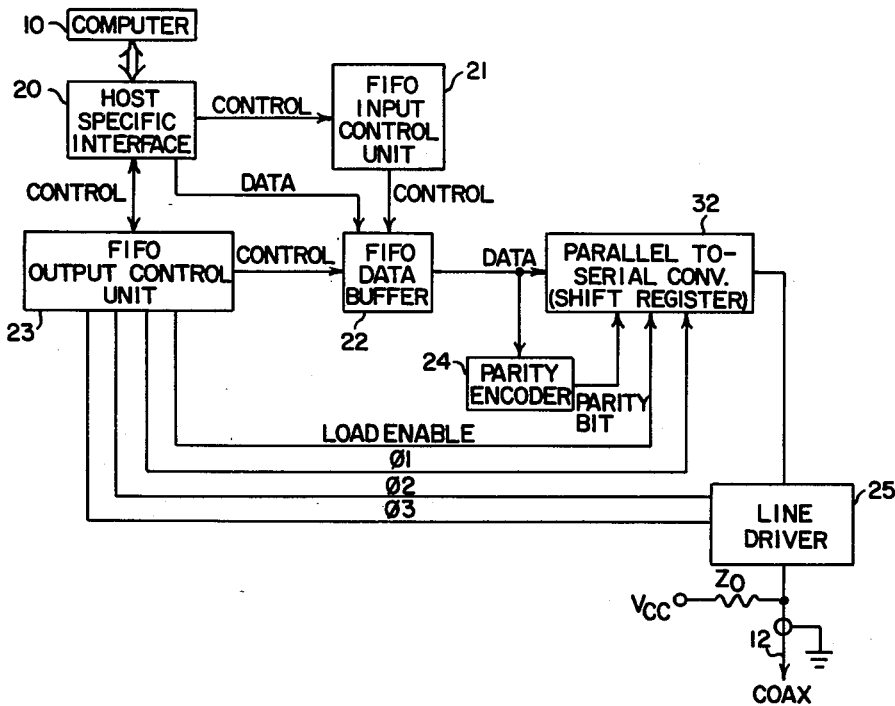 10
COMPUTER
20
HOST
SPECIFIC
INTERFACE
CONTROL
FIFO
INPUT
CONTROL
UNIT
21
CONTROL
DATA
CONTROL
FIFO
OUTPUT CONTROL
UNIT
23
CONTROL
FIFO
DATA
BUFFER
22
DATA
32
PARALLEL TO-
SERIAL CONV.
(SHIFT REGISTER)
24
PARITY
ENCODER
PARITY
BIT
LOAD ENABLE
Ø1
Ø2
Ø3
25
LINE
DRIVER
VCC
ZO
12
COAX